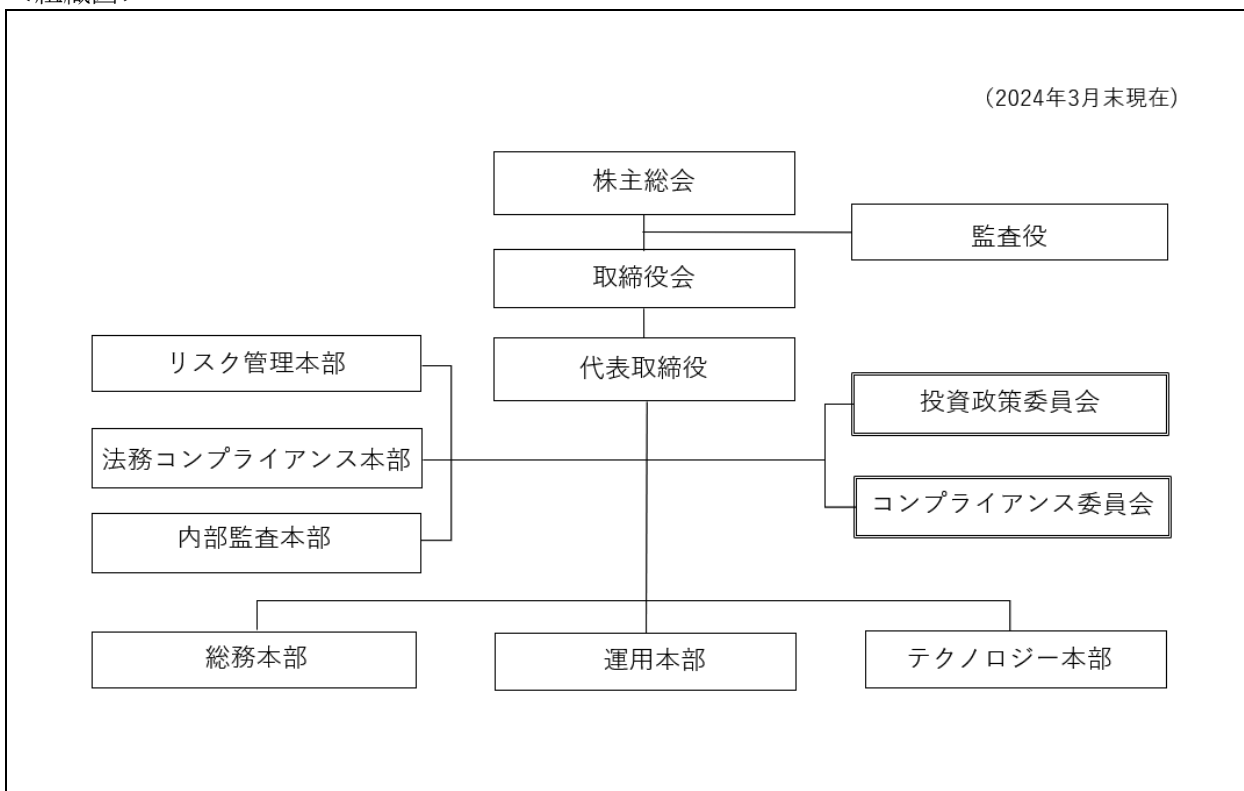 (2024年3月末現在)
株主総会
監査役
取締役会
代表取締役
リスク管理本部
投資政策委員会
法務コンプライアンス本部
コンプライアンス委員会
内部監査本部
総務本部
運用本部
テクノロジー本部